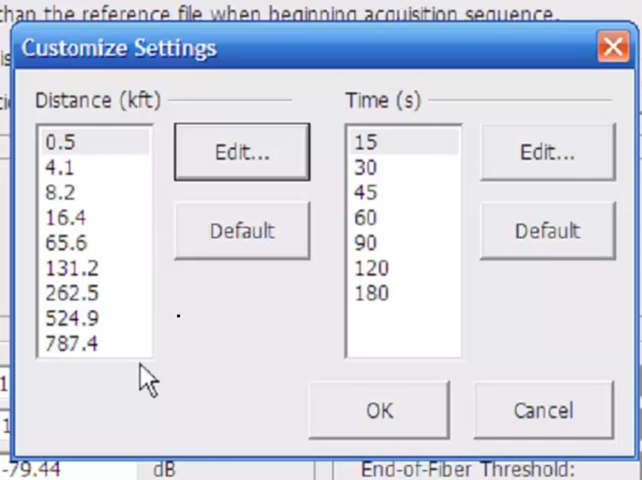 than the reference file when beginning acquisition sequence.
Customize Settings
Distance (kft)
0.5
4.1
8.2
16.4
65.6
131.2
262.5
524.9
787.4
Edit...
Default
Time (s)
15
30
45
60
90
120
180
Edit...
Default
OK
Cancel
-79.44 dB End-of-Fiber Threshold: